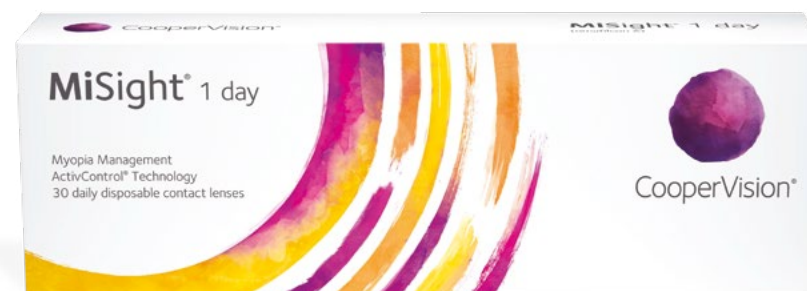 CooperVision®
MiSight® 1 day
MiSight® 1 day
Myopia Management
ActivControl® Technology
30 daily disposable contact lenses
CooperVision®